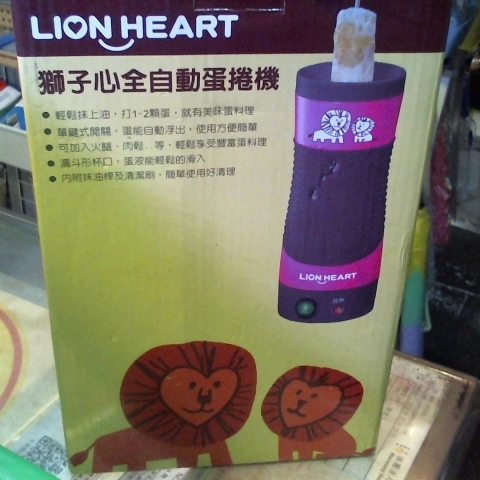 LION HEART
獅子心全自動蛋捲機
● 輕鬆抹上油，打1-2顆蛋，就有美味蛋料理
● 單鍵式開關，蛋能自動浮出，使用方便簡單
● 可加入火腿、肉鬆...等，輕鬆享受豐富蛋料理
● 漏斗形杯口，蛋液能輕鬆的滑入
● 內附抹油桿及清潔刷，簡單使用好清理
LION HEART
加熱